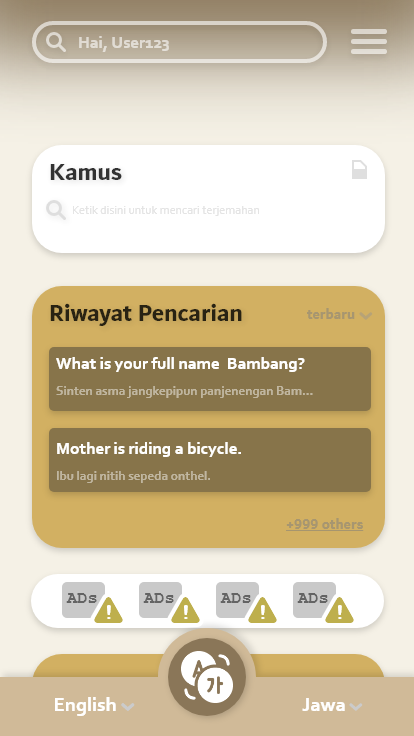 Hai, User123
Kamus
Ketik disini untuk mencari terjemahan
Riwayat Pencarian
terbaru
What is your full name  Bambang?
Sinten asma jangkepipun panjenengan Bam...
Mother is riding a bicycle.
Ibu lagi nitih sepeda onthel.
+999 others
ADs ADs ADs ADs
A 가
English
Jawa